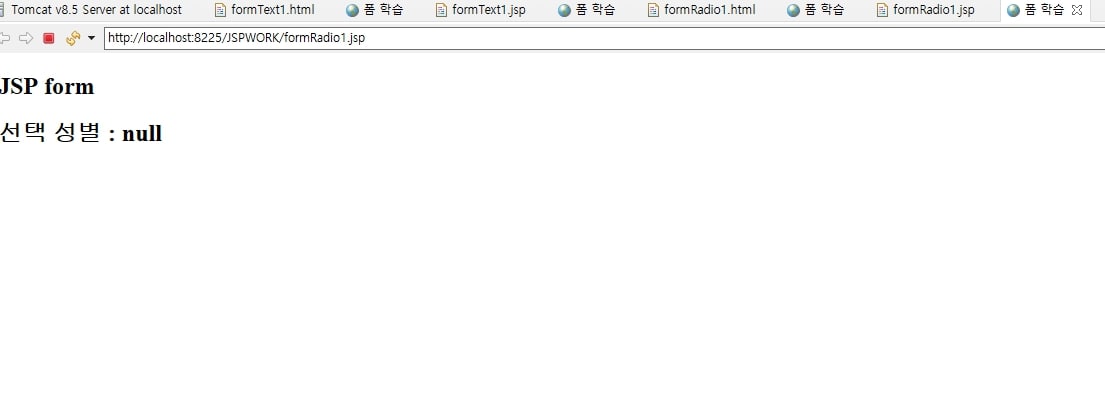 Tomcat v8.5 Server at localhost formText1.html 폼 학습 formText1.jsp 폼 학습 formRadio1.html 폼 학습 formRadio1.jsp 폼 학습
http://localhost:8225/JSPWORK/formRadio1.jsp
JSP form
선택 성별 : null